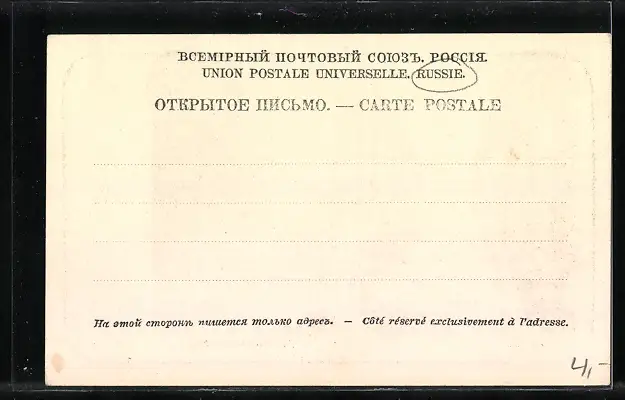 ВСЕМІРНЫЙ ПОЧТОВЫЙ СОЮЗЪ. РОССІЯ.
UNION POSTALE UNIVERSELLE. RUSSIE.
ОТКРЫТОЕ ПИСЬМО. — CARTE POSTALE
На этой сторонѣ пишется только адресъ. — Côté réservé exclusivement à l'adresse.
4,-